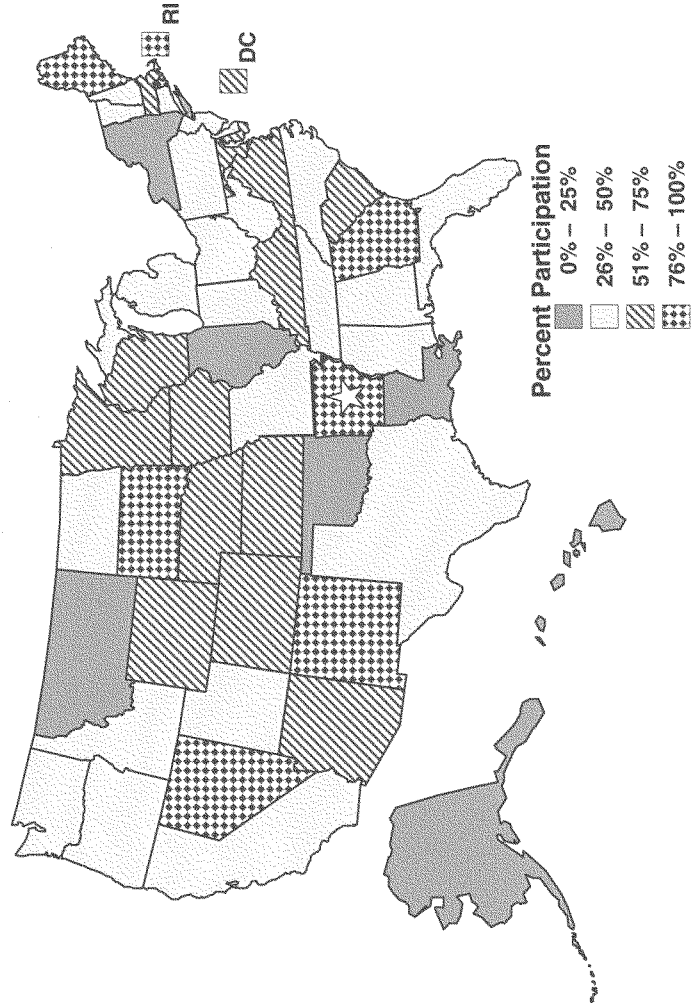 RI
DC
Percent Participation
0% – 25%
26% – 50%
51% – 75%
76% – 100%